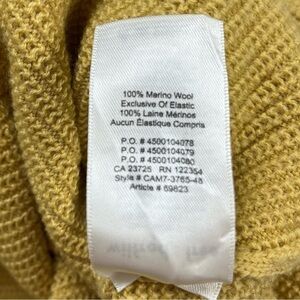 100% Marino Wool
Exclusive Of Elastic
100% Laine Mérinos
Aucun Élastique Compris
P.O. # 4500104078
P.O. # 4500104079
P.O. # 4500104080
CA 23725 RN 122354
Style # CAM7-3765-48
Article # 69823